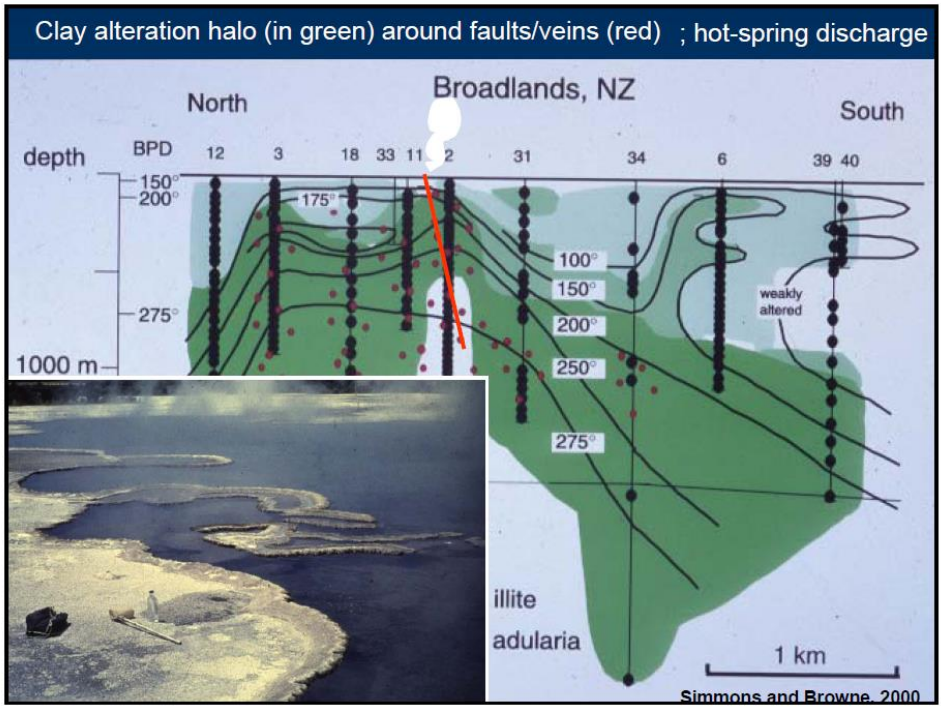 Clay alteration halo (in green) around faults/veins (red) ; hot-spring discharge
Broadlands, NZ
North
South
depth
BPD
12 3 18 33 11 2 31 34 6 39 40
150°
200°
175°
100°
150°
275°
weakly
altered
200°
1000 m
250°
275°
illite
adularia
1 km
Simmons and Browne, 2000